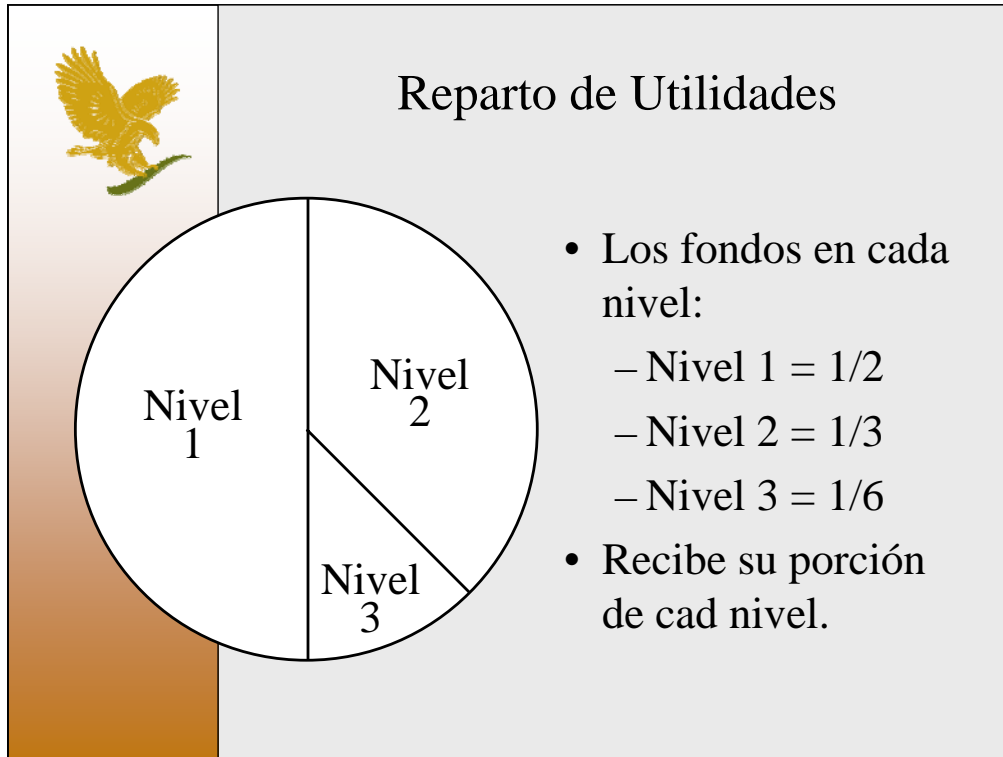 Reparto de Utilidades
Nivel
1
Nivel
2
Nivel
3
• Los fondos en cada
nivel:
– Nivel 1 = 1/2
– Nivel 2 = 1/3
– Nivel 3 = 1/6
• Recibe su porción
de cad nivel.